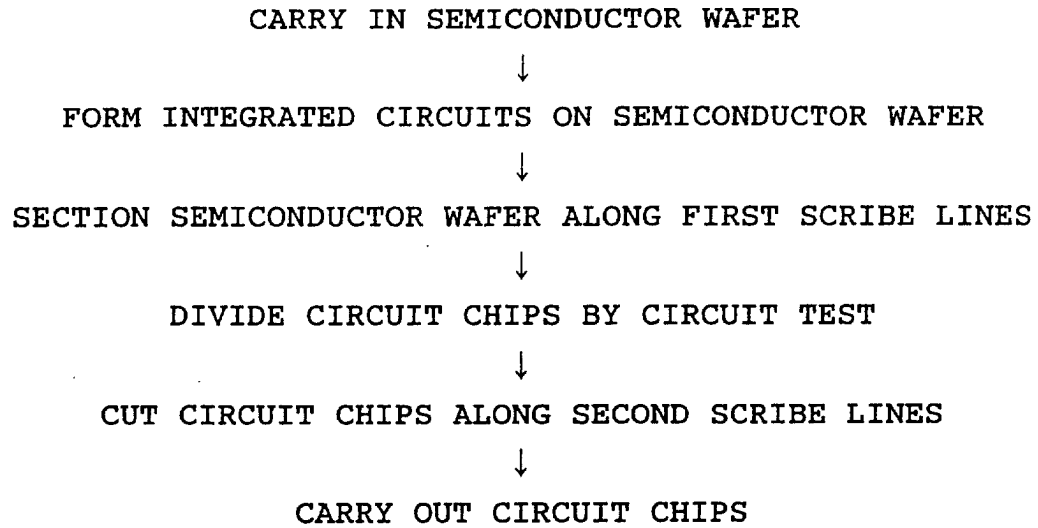 CARRY IN SEMICONDUCTOR WAFER
↓
FORM INTEGRATED CIRCUITS ON SEMICONDUCTOR WAFER
↓
SECTION SEMICONDUCTOR WAFER ALONG FIRST SCRIBE LINES
↓
DIVIDE CIRCUIT CHIPS BY CIRCUIT TEST
↓
CUT CIRCUIT CHIPS ALONG SECOND SCRIBE LINES
↓
CARRY OUT CIRCUIT CHIPS